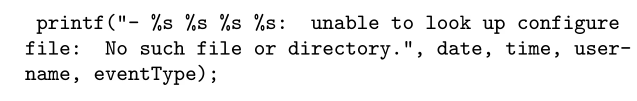 printf("- %s %s %s %s:  unable to look up configure
file:  No such file or directory.", date, time, user-
name, eventType);